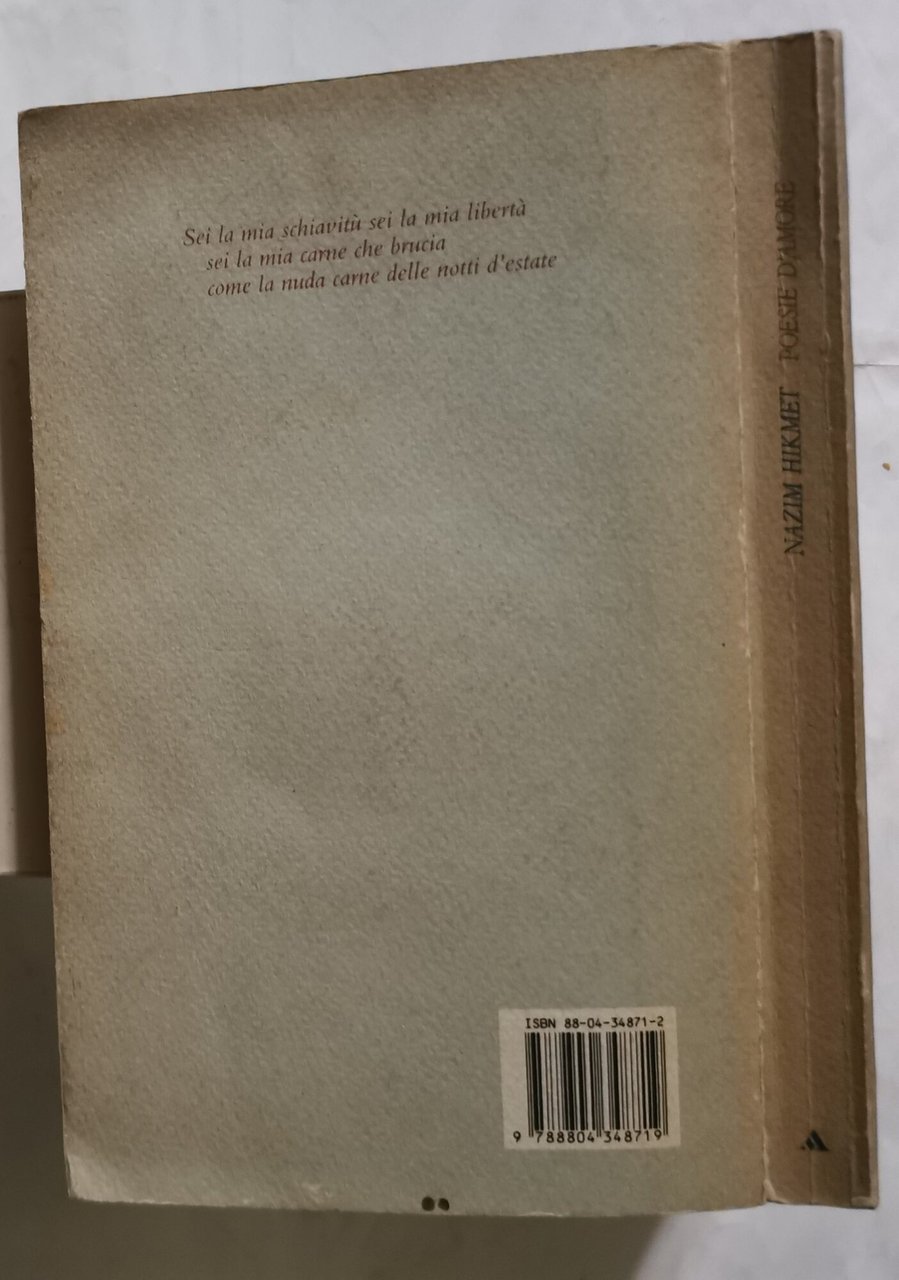 Sei la mia schiavitù sei la mia libertà
sei la mia carne che brucia
come la nuda carne delle notti d'estate
NAZIM HIKMET POESIE D'AMORE
ISBN 88-04-34871-2
9 788804 348719